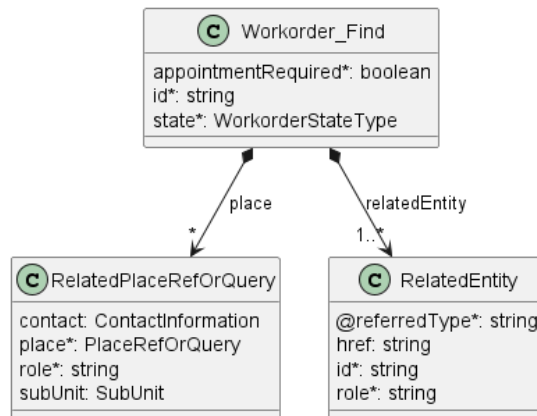 C Workorder_Find
appointmentRequired*: boolean
id*: string
state*: WorkorderStateType
place
relatedEntity
*
1..*
C RelatedPlaceRefOrQuery
contact: ContactInformation
place*: PlaceRefOrQuery
role*: string
subUnit: SubUnit
C RelatedEntity
@referredType*: string
href: string
id*: string
role*: string